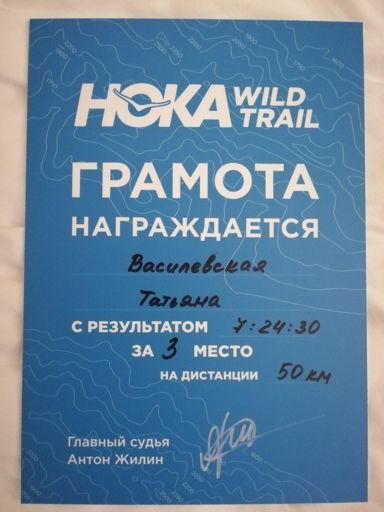 HOKA WILD TRAIL
ГРАМОТА
НАГРАЖДАЕТСЯ
Василевская
Татьяна
С РЕЗУЛЬТАТОМ 7:24:30
ЗА 3 МЕСТО
НА ДИСТАНЦИИ 50 км
Главный судья
Антон Жилин